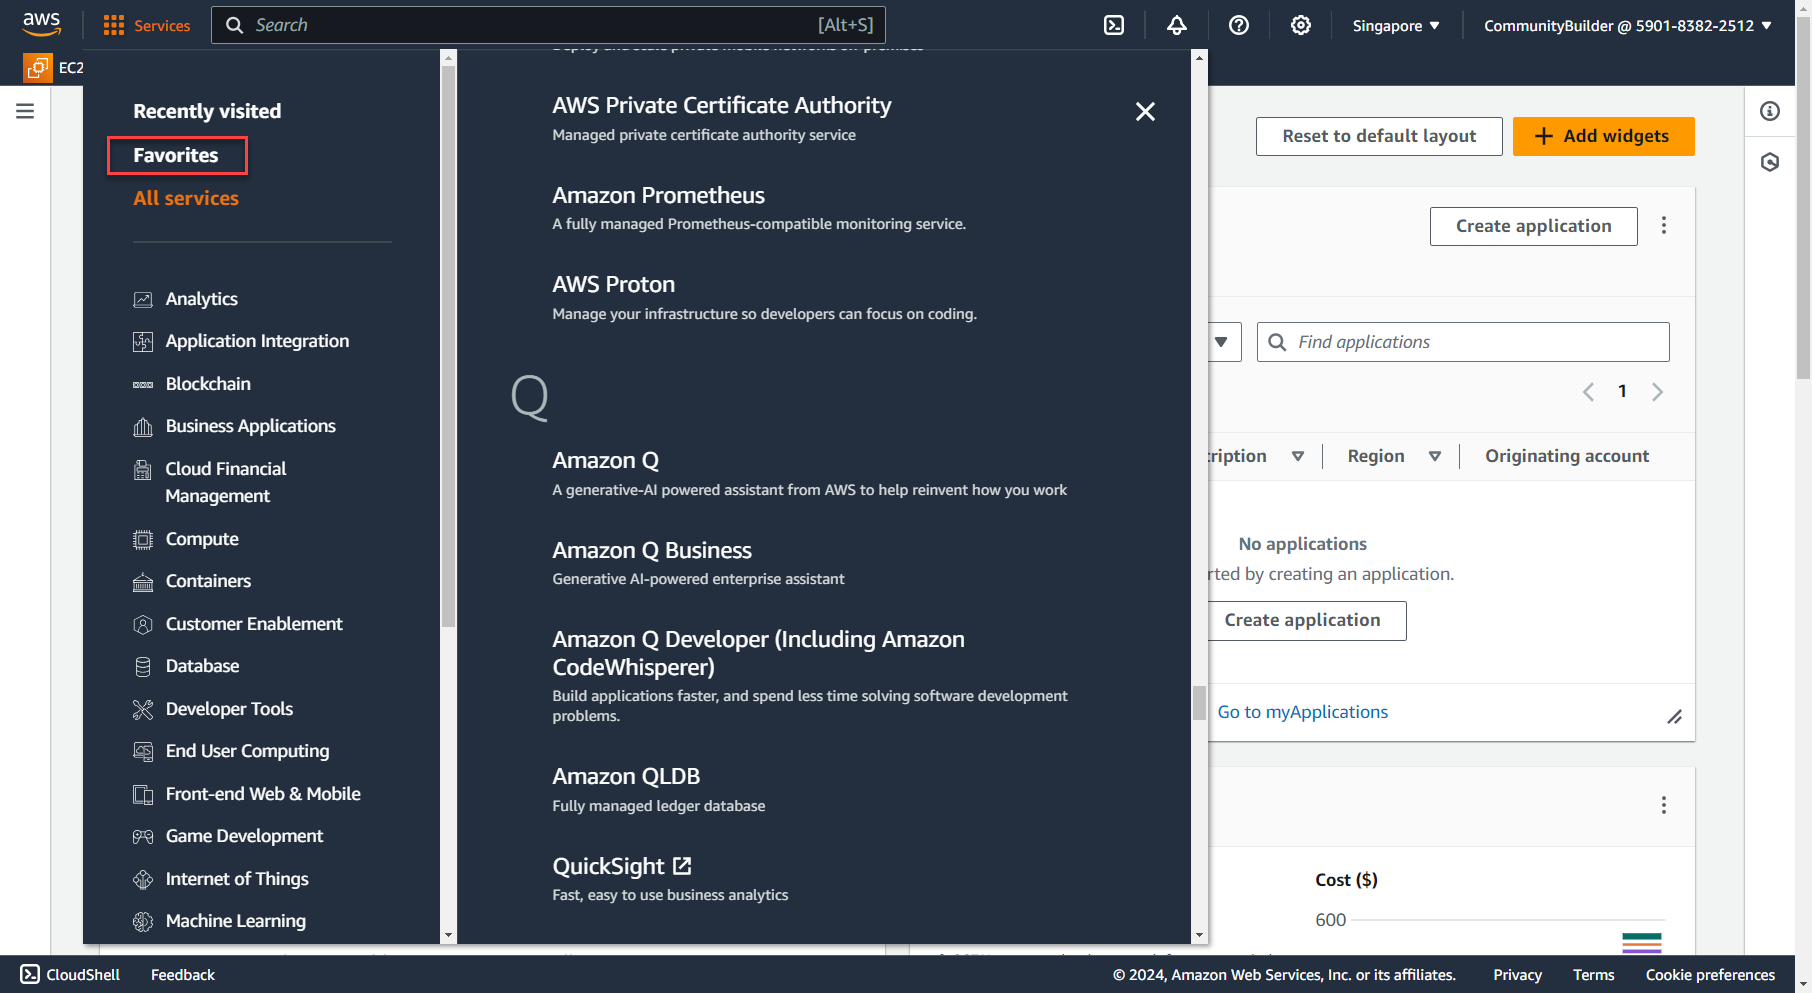 aws
Services
Search
[Alt+S]
Singapore
CommunityBuilder @ 5901-8382-2512
EC2
Recently visited
Favorites
All services
Analytics
Application Integration
Blockchain
Business Applications
Cloud Financial
Management
Compute
Containers
Customer Enablement
Database
Developer Tools
End User Computing
Front-end Web & Mobile
Game Development
Internet of Things
Machine Learning
Deploy and scale private mobile networks on-premises
AWS Private Certificate Authority
Managed private certificate authority service
Amazon Prometheus
A fully managed Prometheus-compatible monitoring service.
AWS Proton
Manage your infrastructure so developers can focus on coding.
Q
Amazon Q
A generative-AI powered assistant from AWS to help reinvent how you work
Amazon Q Business
Generative AI-powered enterprise assistant
Amazon Q Developer (Including Amazon
CodeWhisperer)
Build applications faster, and spend less time solving software development
problems.
Amazon QLDB
Fully managed ledger database
QuickSight
Fast, easy to use business analytics
Reset to default layout
Add widgets
Create application
Find applications
1
ription
Region
Originating account
No applications
rted by creating an application.
Create application
Go to myApplications
Cost ($)
600
CloudShell
Feedback
© 2024, Amazon Web Services, Inc. or its affiliates.
Privacy
Terms
Cookie preferences